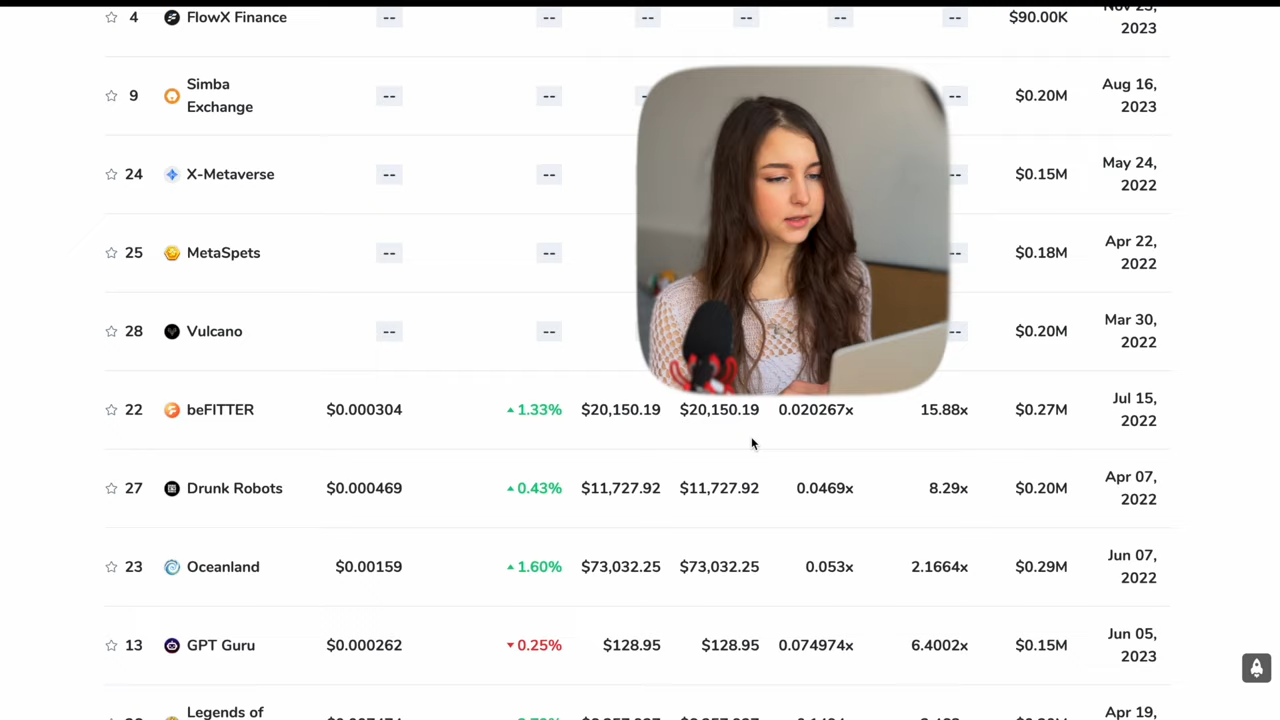 4 FlowX Finance -- -- -- -- -- -- $90.00K Nov 23, 2023
9 Simba Exchange -- -- -- $0.20M Aug 16, 2023
24 X-Metaverse -- -- -- $0.15M May 24, 2022
25 MetaSpets -- -- -- $0.18M Apr 22, 2022
28 Vulcano -- -- -- $0.20M Mar 30, 2022
22 beFITTER $0.000304 1.33% $20,150.19 $20,150.19 0.020267x 15.88x $0.27M Jul 15, 2022
27 Drunk Robots $0.000469 0.43% $11,727.92 $11,727.92 0.0469x 8.29x $0.20M Apr 07, 2022
23 Oceanland $0.00159 1.60% $73,032.25 $73,032.25 0.053x 2.1664x $0.29M Jun 07, 2022
13 GPT Guru $0.000262 0.25% $128.95 $128.95 0.074974x 6.4002x $0.15M Jun 05, 2023
Legends of Apr 19,